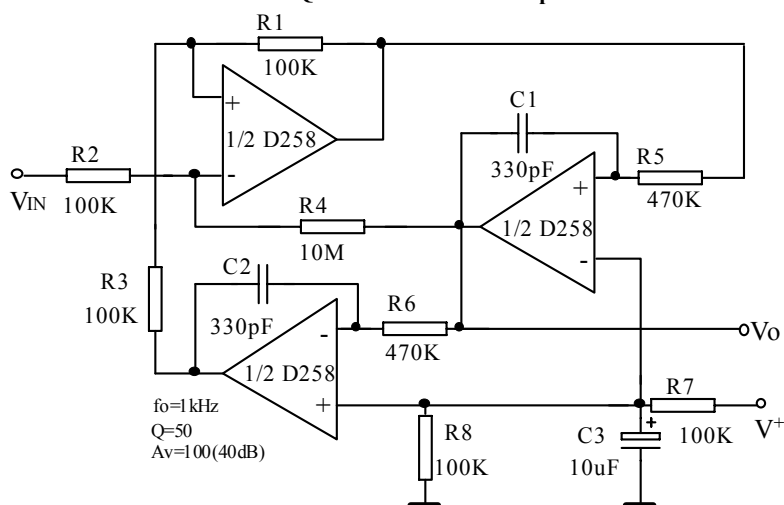 R1
100K
+
1/2 D258
-
R2
VIN
100K
C1
330pF
R5
470K
+
1/2 D258
-
R4
10M
R3
100K
C2
330pF
-
1/2 D258
+
R6
470K
Vo
fo=1kHz
Q=50
Av=100(40dB)
R8
100K
C3
+
10uF
R7
100K
V+